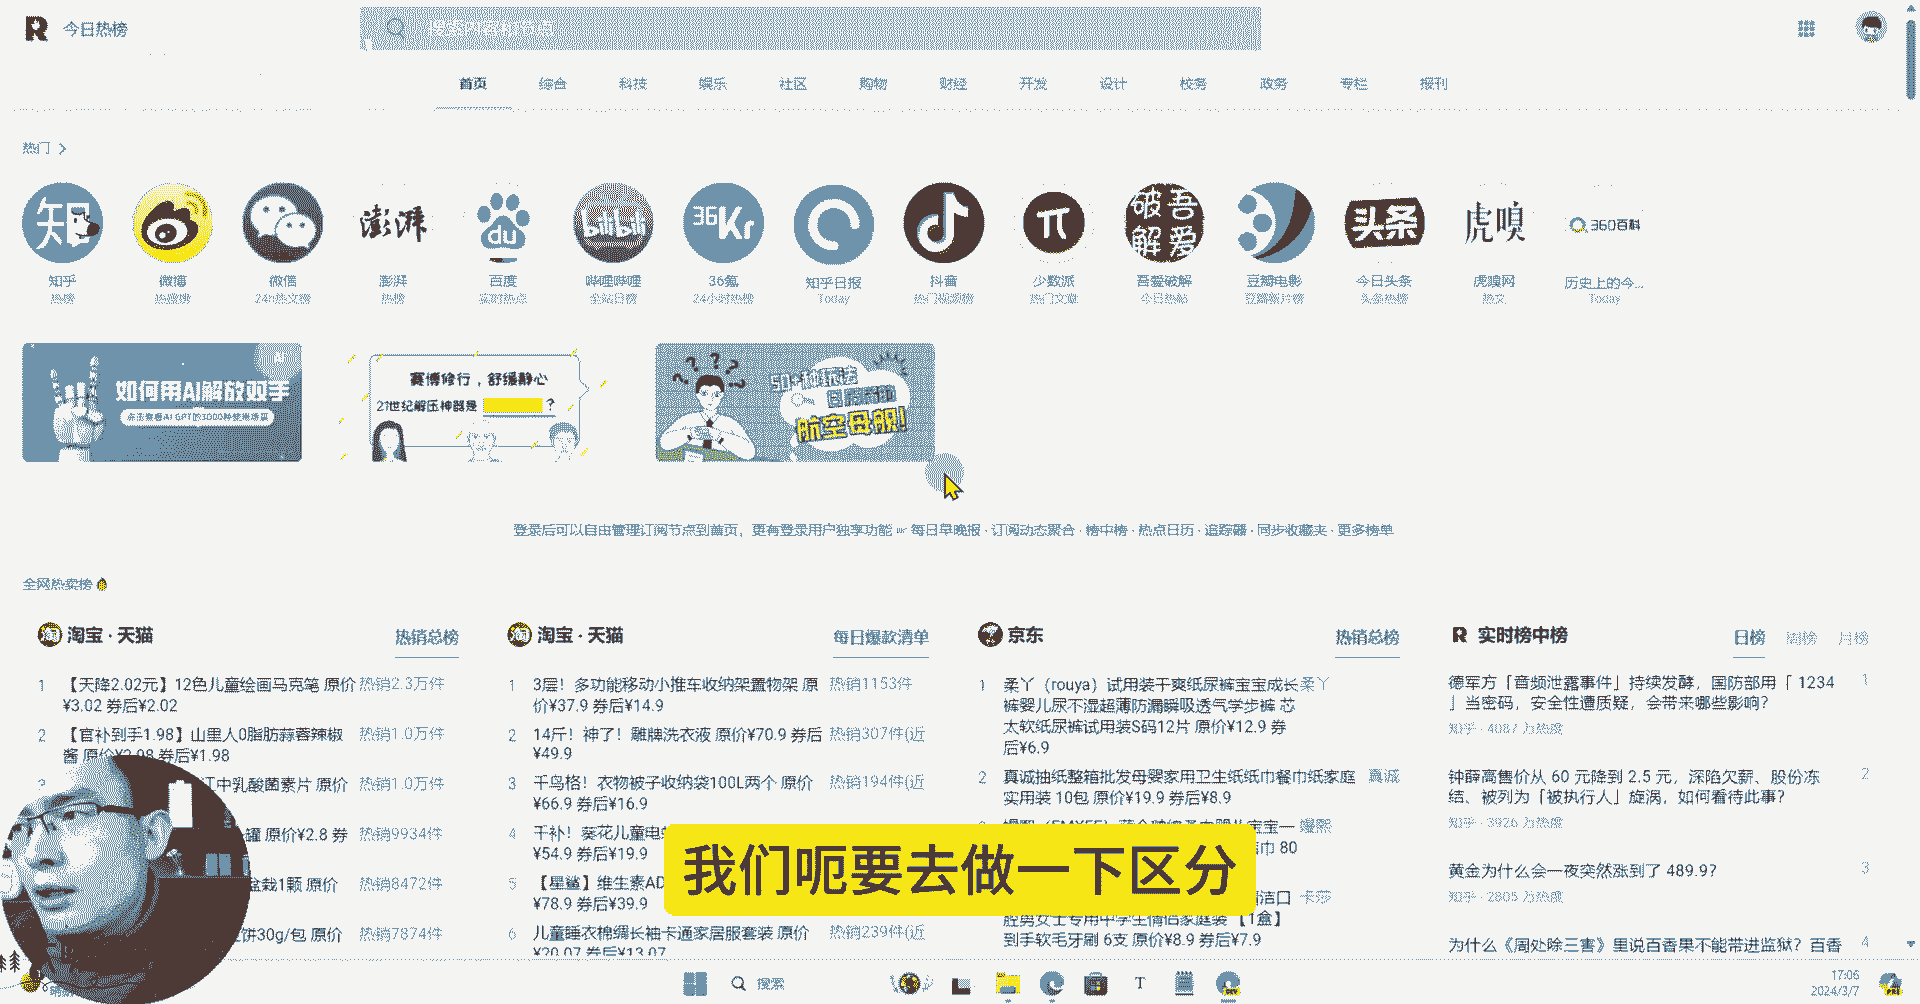 今日热榜
首页 综合 科技 娱乐 社区 购物 财经 开发 设计 校务 政务 专栏 报刊
热门
知
澎湃
du
bilibili
36Kr
π
吾爱破解
头条
虎嗅
360百科
知乎 微博 微信 澎湃 百度 哔哩哔哩 36氪 知乎日报 抖音 少数派 吾爱破解 豆瓣电影 今日头条 虎嗅网 历史上的今...
热榜 热搜榜 24h热文榜 热榜 实时热点 全站日榜 24小时热榜 Today 热门视频榜 热门文章 今日热帖 豆瓣新片榜 头条热榜 热文 Today
AI
如何用AI解放双手
赛博修行，舒缓静心
21世纪解压神器是 ？
航空母舰!
登录后可以自由管理订阅节点到首页，更有登录用户独享功能 每日早晚报 · 订阅动态聚合 · 榜中榜 · 热点日历 · 追踪器 · 同步收藏夹 · 更多榜单
全网热卖榜
淘宝 · 天猫 热销总榜
1 【天降2.02元】12色儿童绘画马克笔 原价 热销2.3万件
¥3.02 券后¥2.02
2 【官补到手1.98】山里人0脂肪蒜蓉辣椒 热销1.0万件
酱 原价¥3.98 券后¥1.98
江中乳酸菌素片 原价 热销1.0万件
罐 原价¥2.8 券 热销9934件
盆栽1颗 原价 热销8472件
饼30g/包 原价 热销7874件
淘宝 · 天猫 每日爆款清单
1 3层！多功能移动小推车收纳架置物架 原 热销1153件
价¥37.9 券后¥14.9
2 14斤！神了！雕牌洗衣液 原价¥70.9 券后 热销307件(近
¥49.9
3 千鸟格！衣物被子收纳袋100L两个 原价 热销194件(近
¥66.9 券后¥16.9
4 干补！葵花儿童电
¥54.9 券后¥19.9
5 【星鲨】维生素AD
¥78.9 券后¥39.9
6 儿童睡衣棉绸长袖卡通家居服套装 原价 热销239件(近
¥20.07 券后¥13.07
京东 热销总榜
1 柔丫（rouya）试用装干爽纸尿裤宝宝成长 柔丫
裤婴儿尿不湿超薄防漏瞬吸透气学步裤 芯
太软纸尿裤试用装S码12片 原价¥12.9 券
后¥6.9
2 真诚抽纸整箱批发母婴家用卫生纸纸巾餐巾纸家庭 真诚
实用装 10包 原价¥19.9 券后¥8.9
嫚熙
巾 80
洁口 卡莎
腔男女士专用中学生情侣家庭装 【1盒】
到手软毛牙刷 6支 原价¥8.9 券后¥7.9
实时榜中榜 日榜 周榜 月榜
德军方「音频泄露事件」持续发酵，国防部用「 1234 1
」当密码，安全性遭质疑，会带来哪些影响？
知乎 · 4087 万热度
钟薛高售价从 60 元降到 2.5 元，深陷欠薪、股份冻 2
结、被列为「被执行人」旋涡，如何看待此事？
知乎 · 3926 万热度
黄金为什么会一夜突然涨到了 489.9？ 3
知乎 · 2805 万热度
为什么《周处除三害》里说百香果不能带进监狱？百香 4
我们呃要去做一下区分
搜索
17:06
2024/3/7